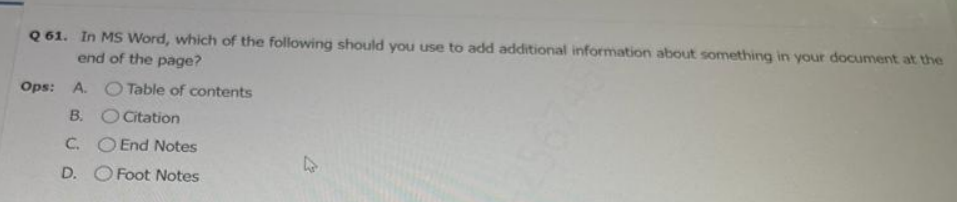 Q 61. In MS Word, which of the following should you use to add additional information about something in your document at the
end of the page?
Ops: A. Table of contents
B. Citation
C. End Notes
D. Foot Notes